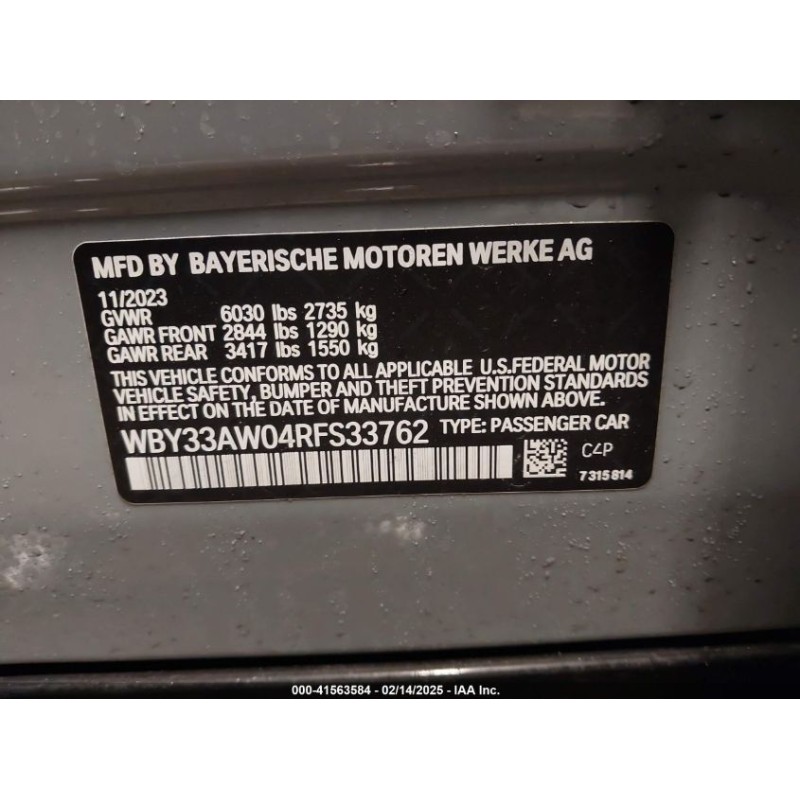 MFD BY BAYERISCHE MOTOREN WERKE AG
11/2023
GVWR 6030 lbs 2735 kg
GAWR FRONT 2844 lbs 1290 kg
GAWR REAR 3417 lbs 1550 kg
THIS VEHICLE CONFORMS TO ALL APPLICABLE U.S.FEDERAL MOTOR
VEHICLE SAFETY, BUMPER AND THEFT PREVENTION STANDARDS
IN EFFECT ON THE DATE OF MANUFACTURE SHOWN ABOVE.
WBY33AW04RFS33762 TYPE: PASSENGER CAR
C4P
7315814
000-41563584 - 02/14/2025 - IAA Inc.